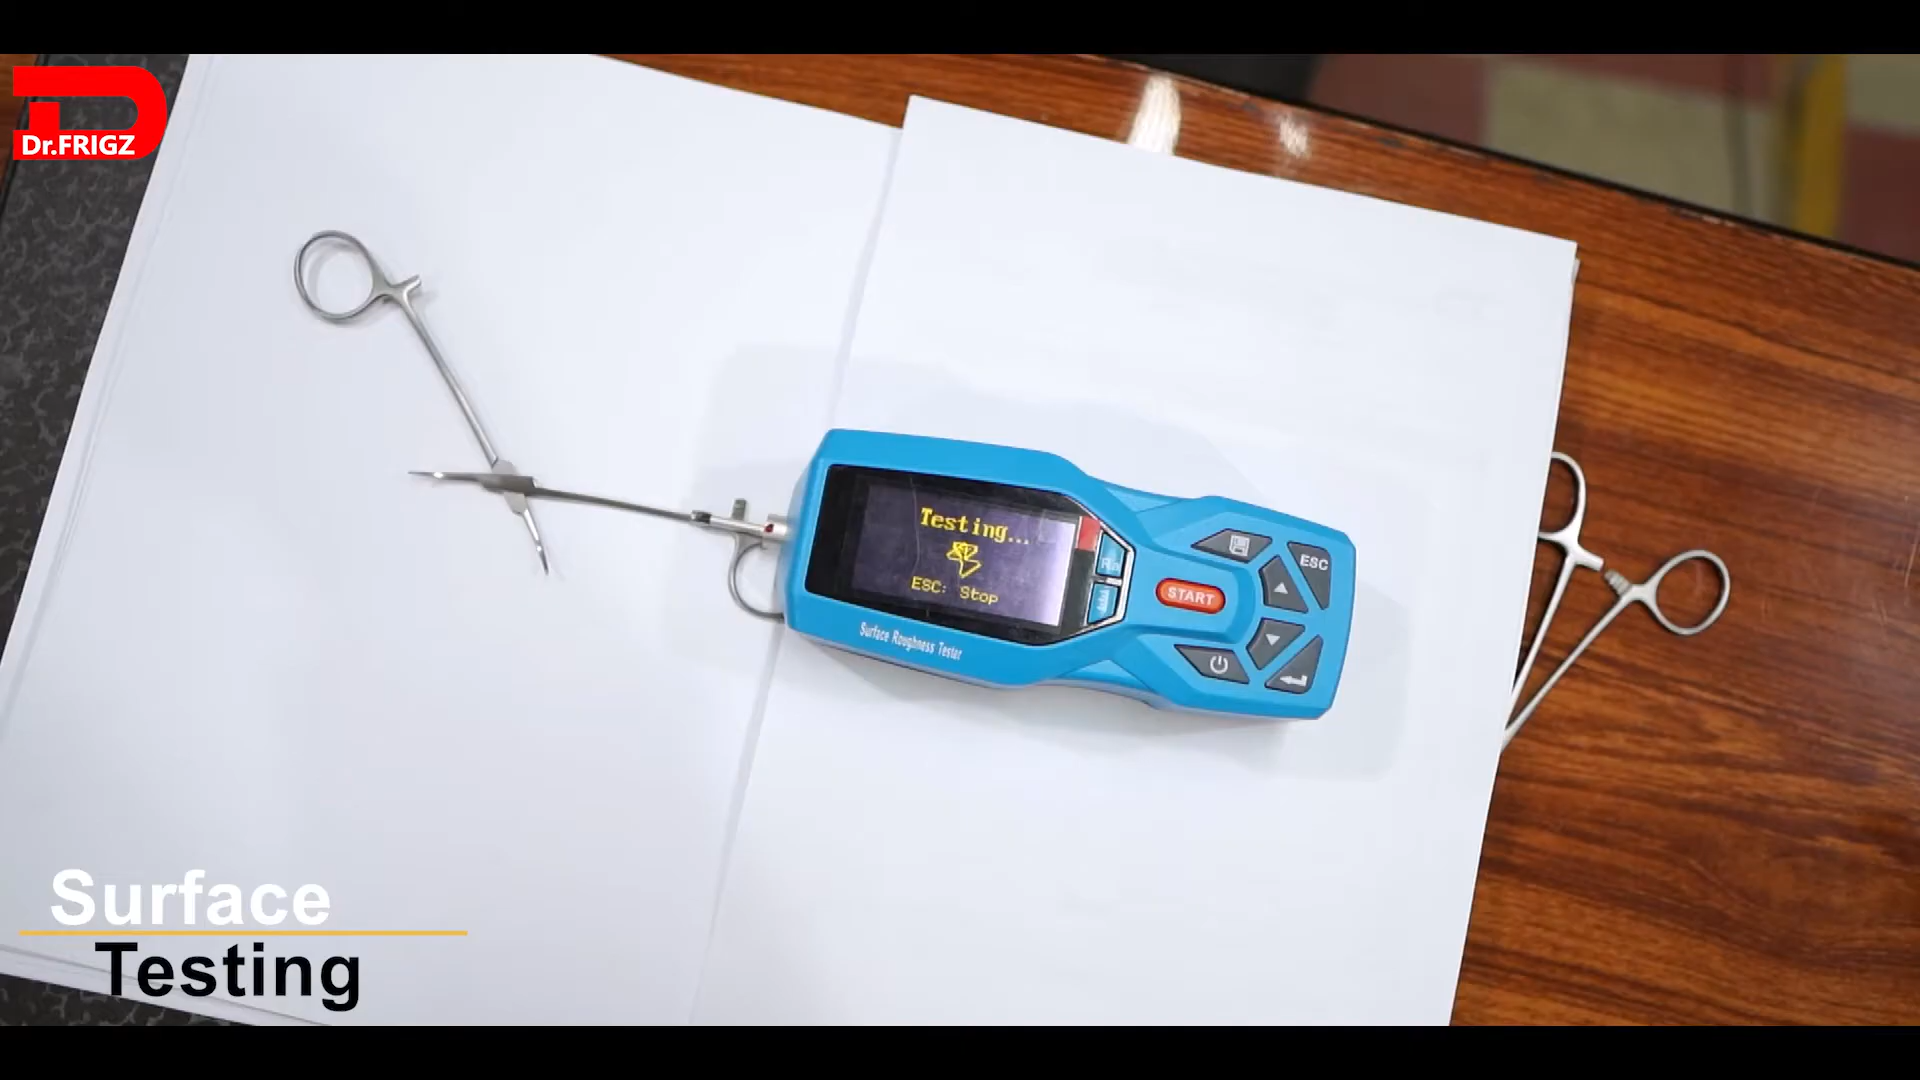 Dr.FRIGZ
Testing...
ESC: Stop
Surface Roughness Tester
START
ESC
Surface
Testing